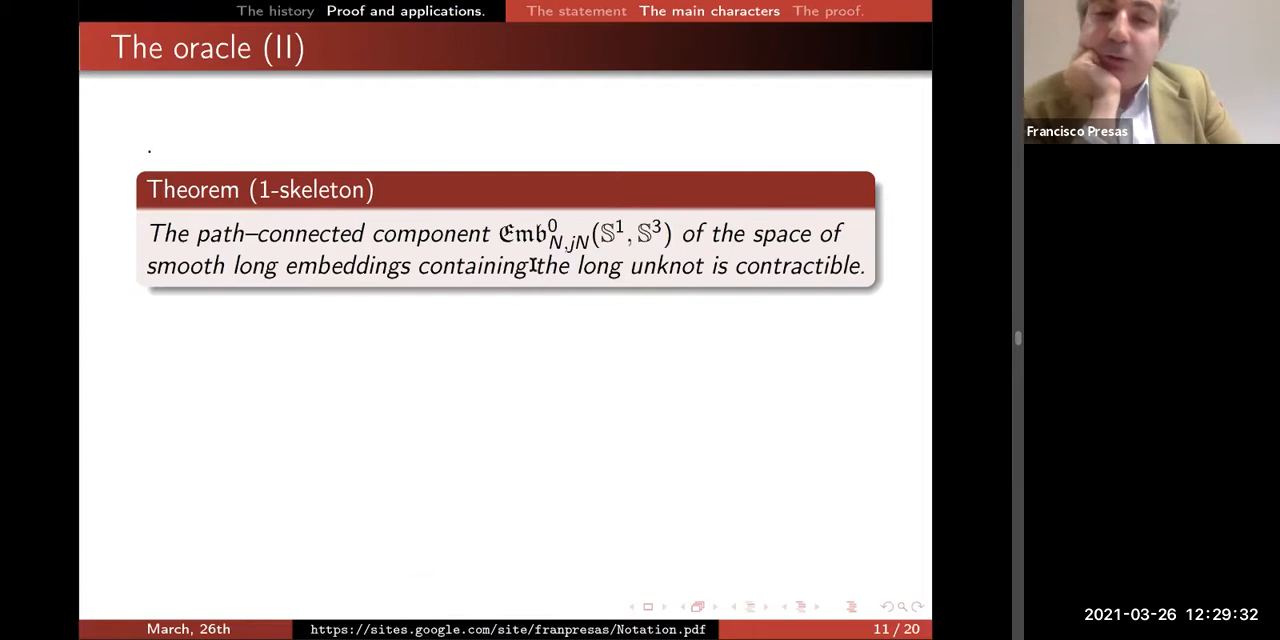 The history Proof and applications. The statement The main characters The proof.
The oracle (II)
.
Theorem (1-skeleton)
The path–connected component 𝔈𝔪𝔟⁰_{N,jN}(𝕊¹, 𝕊³) of the space of
smooth long embeddings containing the long unknot is contractible.
March, 26th https://sites.google.com/site/franpresas/Notation.pdf 11 / 20
Francisco Presas
2021-03-26 12:29:32